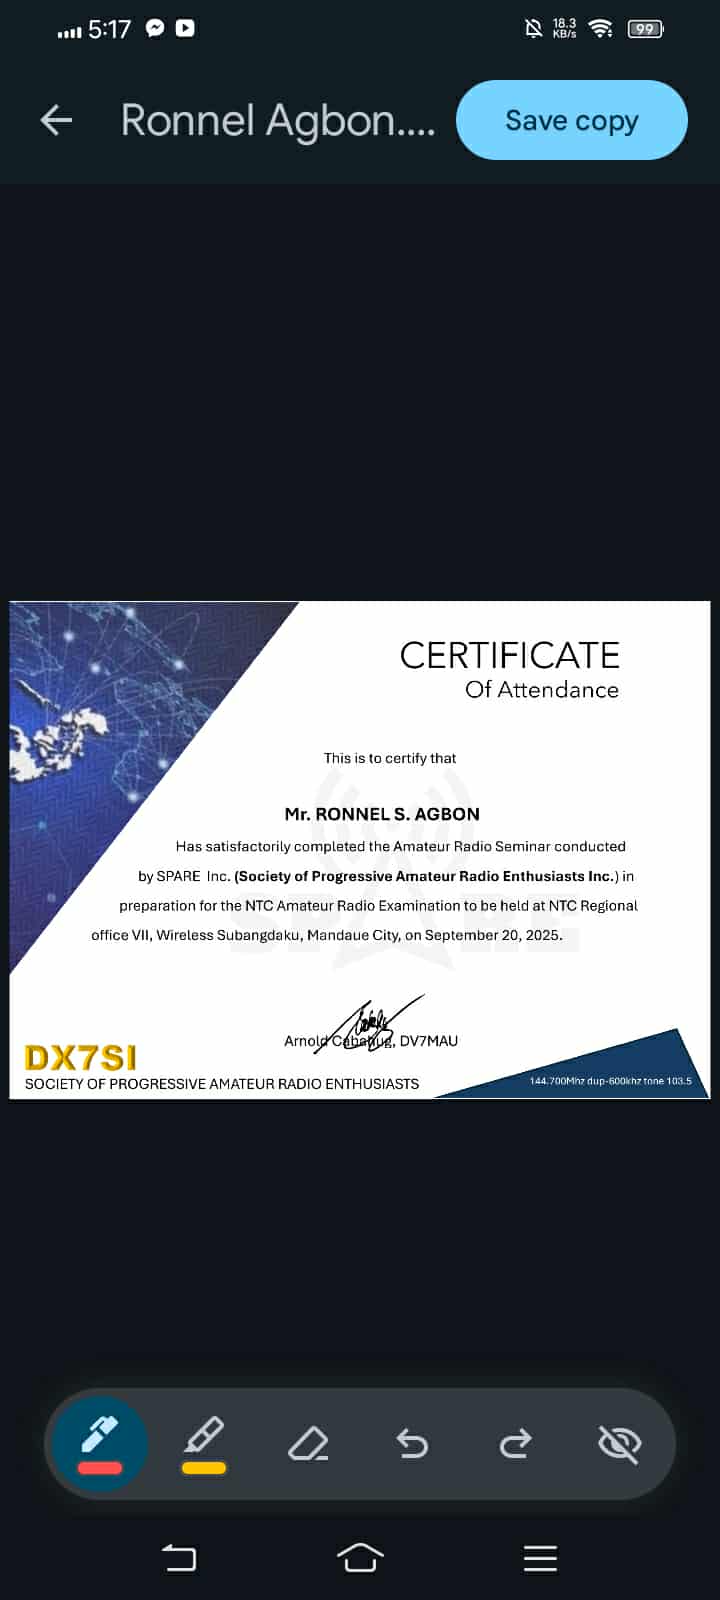 5:17
18.3
KB/s
99
Ronnel Agbon....
Save copy
CERTIFICATE
Of Attendance
This is to certify that
Mr. RONNEL S. AGBON
Has satisfactorily completed the Amateur Radio Seminar conducted
by SPARE Inc. (Society of Progressive Amateur Radio Enthusiasts Inc.) in
preparation for the NTC Amateur Radio Examination to be held at NTC Regional
office VII, Wireless Subangdaku, Mandaue City, on September 20, 2025.
SPARE
Arnold Cabahug, DV7MAU
DX7SI
SOCIETY OF PROGRESSIVE AMATEUR RADIO ENTHUSIASTS
144.700Mhz dup-600khz tone 103.5